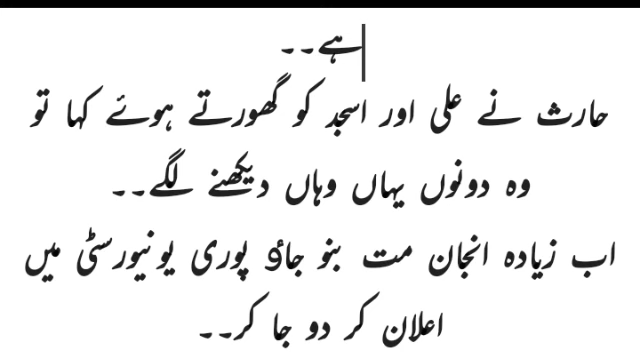 ہے۔۔
حارث نے علی اور اسجد کو گھورتے ہوئے کہا تو
وہ دونوں یہاں وہاں دیکھنے لگے۔۔
اب زیادہ انجان مت بنو جاؤ پوری یونیورسٹی میں
اعلان کر دو جا کر۔۔